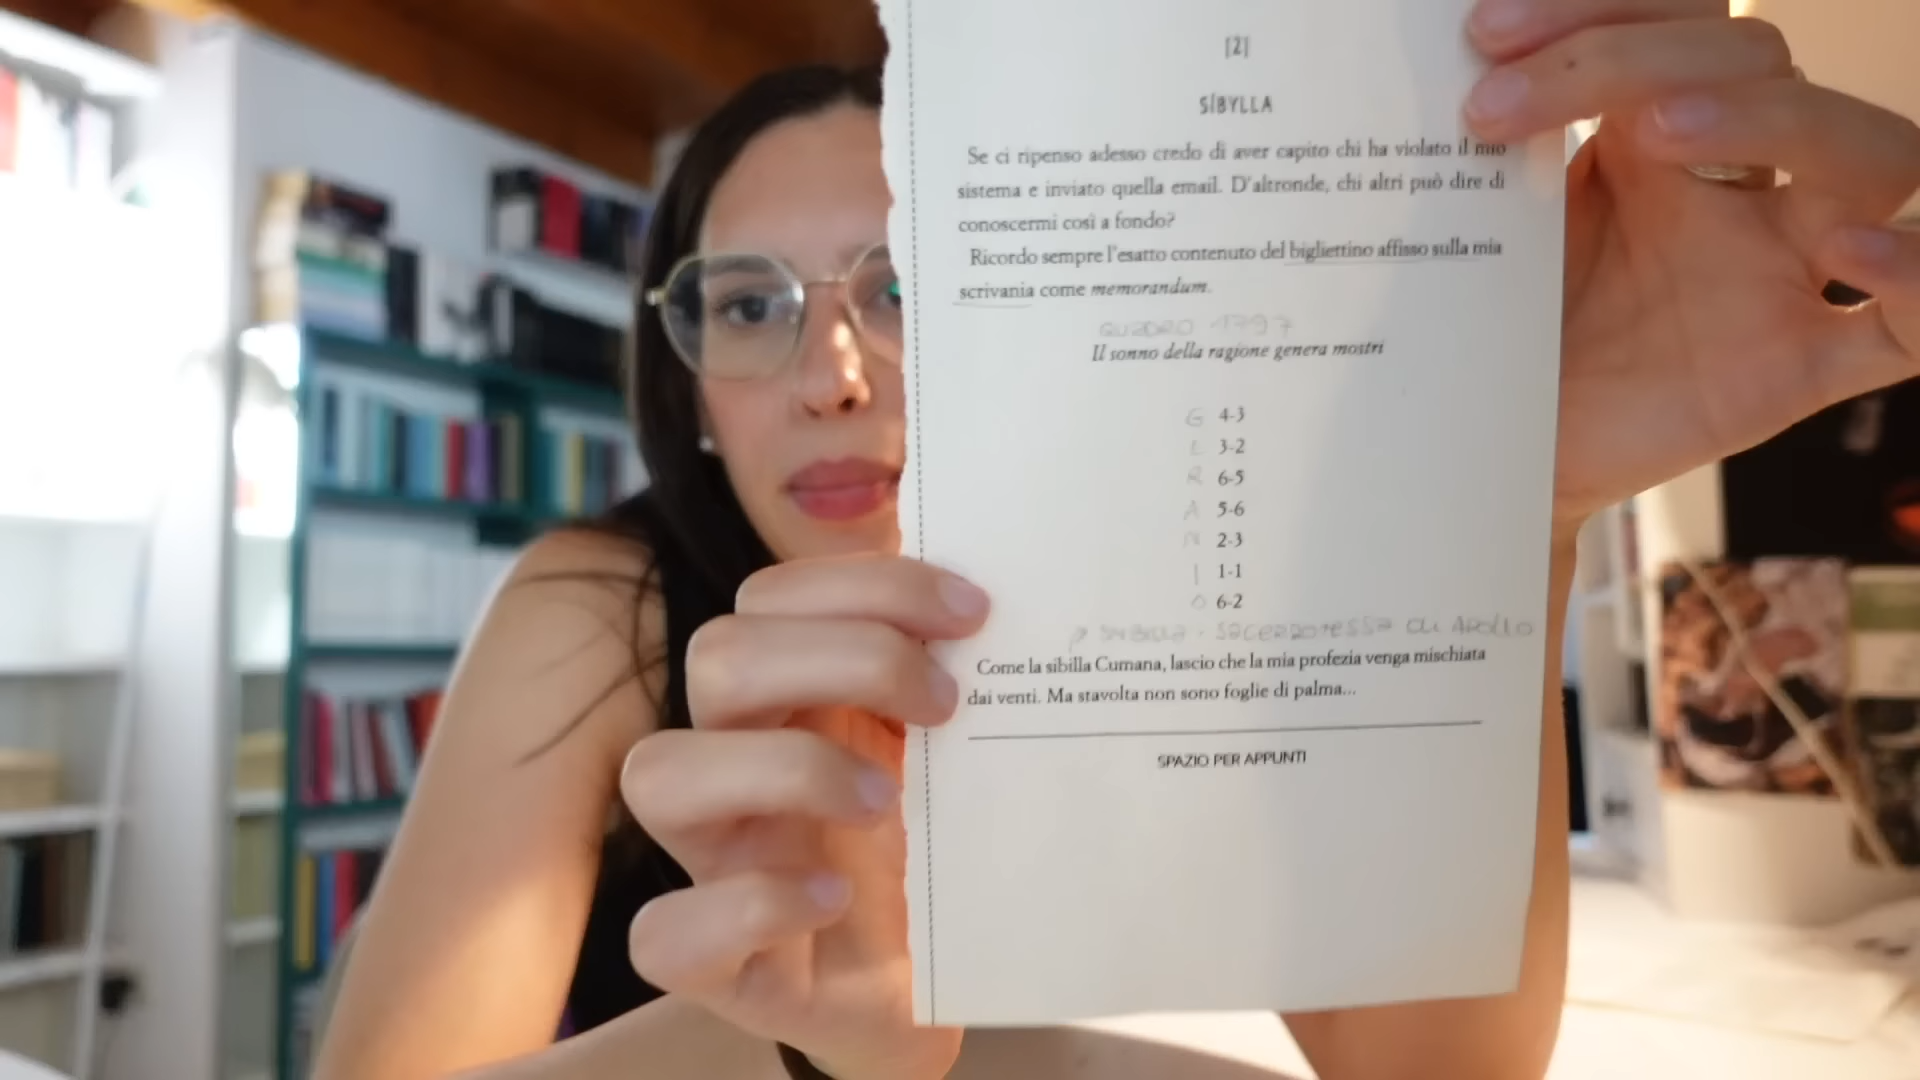 [2]
SIBYLLA
Se ci ripenso adesso credo di aver capito chi ha violato il mio
sistema e inviato quella email. D'altronde, chi altri può dire di
conoscermi così a fondo?
Ricordo sempre l'esatto contenuto del bigliettino affisso sulla mia
scrivania come memorandum.
QUADRO 1797
Il sonno della ragione genera mostri
G 4-3
L 3-2
R 6-5
A 5-6
N 2-3
I 1-1
O 6-2
SIBILLA - SACERDOTESSA di APOLLO
Come la sibilla Cumana, lascio che la mia profezia venga mischiata
dai venti. Ma stavolta non sono foglie di palma...
SPAZIO PER APPUNTI